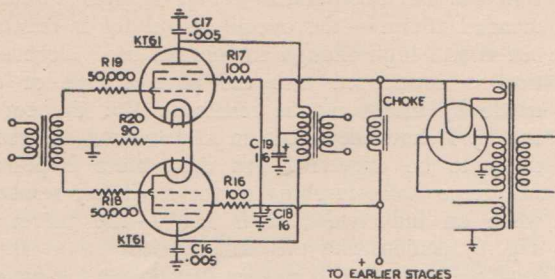 C17
.005
KT61
R17
100
R19
50,000
R20
90
CHOKE
C19
16
R18
50,000
R16
100
C18
16
KT61
C16
.005
TO EARLIER STAGES